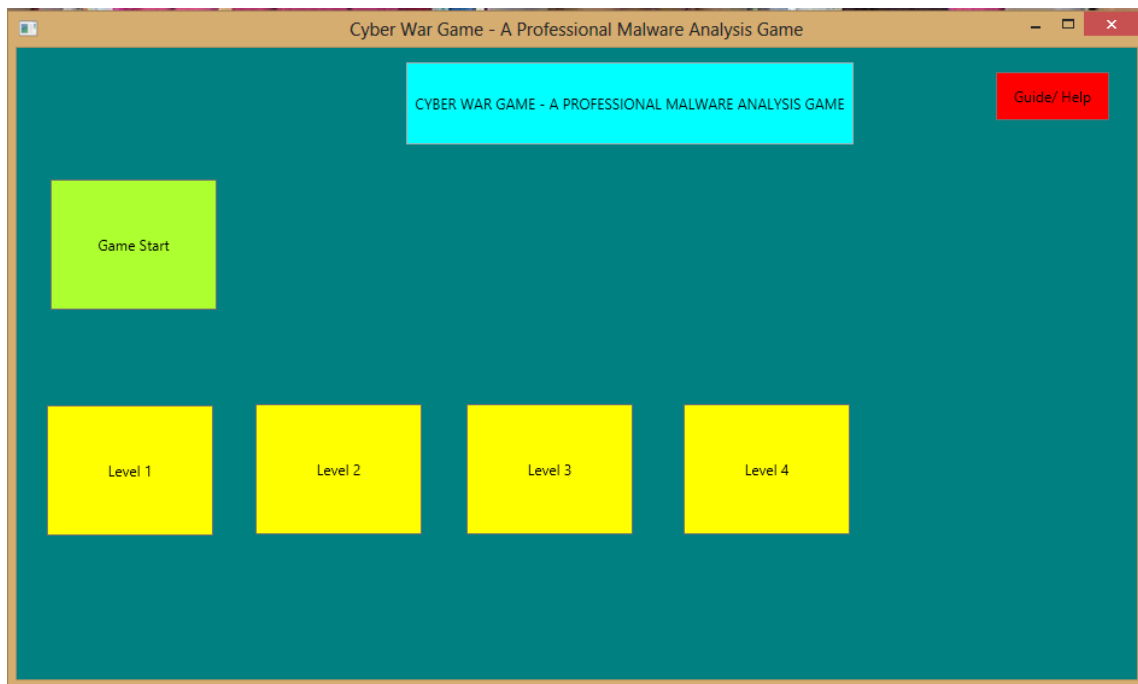 Cyber War Game - A Professional Malware Analysis Game
CYBER WAR GAME - A PROFESSIONAL MALWARE ANALYSIS GAME
Guide/ Help
Game Start
Level 1
Level 2
Level 3
Level 4